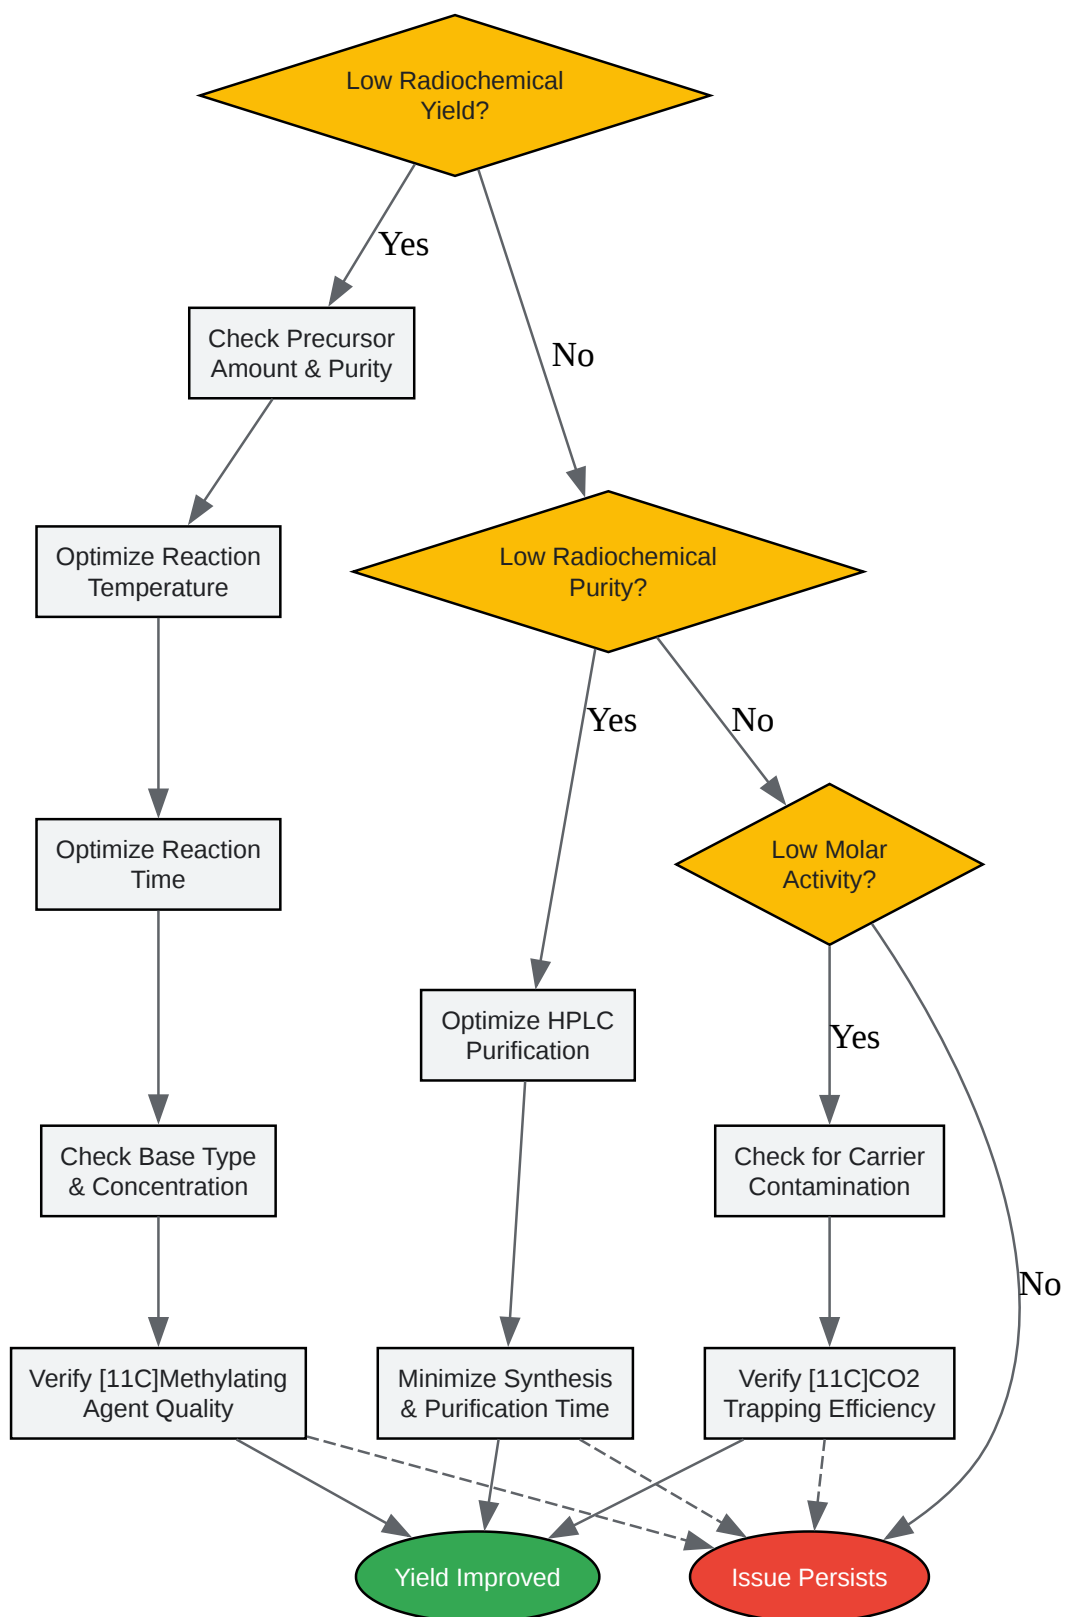 Low Radiochemical
Yield?
Yes
Check Precursor
Amount & Purity
No
Optimize Reaction
Temperature
Low Radiochemical
Purity?
Yes
No
Optimize Reaction
Time
Low Molar
Activity?
Optimize HPLC
Purification
Yes
Check Base Type
& Concentration
Check for Carrier
Contamination
No
Verify [11C]Methylating
Agent Quality
Minimize Synthesis
& Purification Time
Verify [11C]CO2
Trapping Efficiency
Yield Improved
Issue Persists